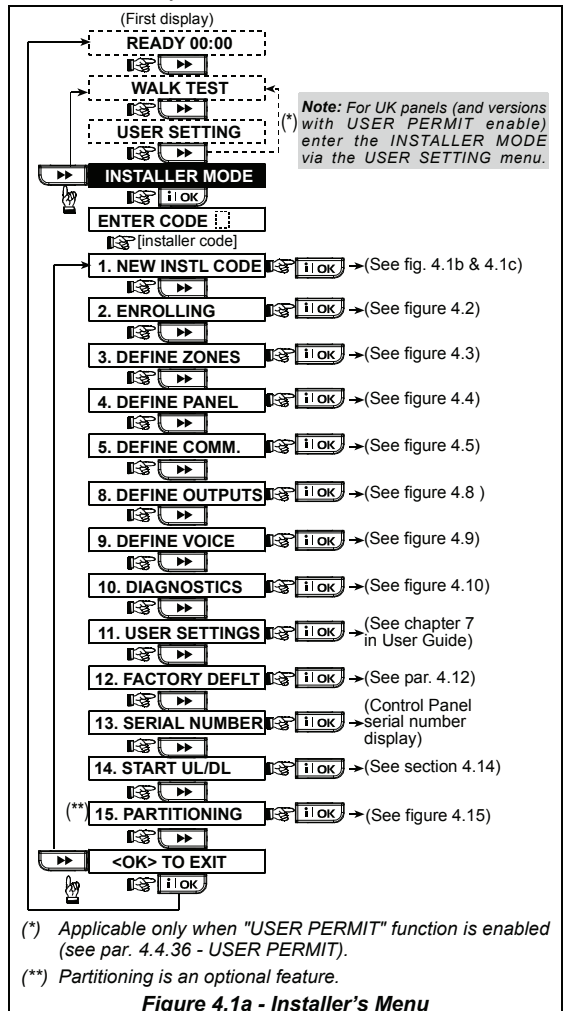 (First display)
READY 00:00
▶▶
WALK TEST
▶▶
USER SETTING
▶▶
(*)
Note: For UK panels (and versions
with USER PERMIT enable)
enter the INSTALLER MODE
via the USER SETTING menu.
▶▶ INSTALLER MODE
i|OK
ENTER CODE
[installer code]
1. NEW INSTL CODE i|OK →(See fig. 4.1b & 4.1c)
▶▶
2. ENROLLING i|OK →(See figure 4.2)
▶▶
3. DEFINE ZONES i|OK →(See figure 4.3)
▶▶
4. DEFINE PANEL i|OK →(See figure 4.4)
▶▶
5. DEFINE COMM. i|OK →(See figure 4.5)
▶▶
8. DEFINE OUTPUTS i|OK →(See figure 4.8 )
▶▶
9. DEFINE VOICE i|OK →(See figure 4.9)
▶▶
10. DIAGNOSTICS i|OK →(See figure 4.10)
▶▶
11. USER SETTINGS i|OK →(See chapter 7
in User Guide)
▶▶
12. FACTORY DEFLT i|OK →(See par. 4.12)
▶▶
13. SERIAL NUMBER i|OK →(Control Panel
serial number
display)
▶▶
14. START UL/DL i|OK →(See section 4.14)
▶▶
(**) 15. PARTITIONING i|OK →(See figure 4.15)
▶▶
▶▶ <OK> TO EXIT
i|OK
(*) Applicable only when "USER PERMIT" function is enabled
(see par. 4.4.36 - USER PERMIT).
(**) Partitioning is an optional feature.
Figure 4.1a - Installer's Menu